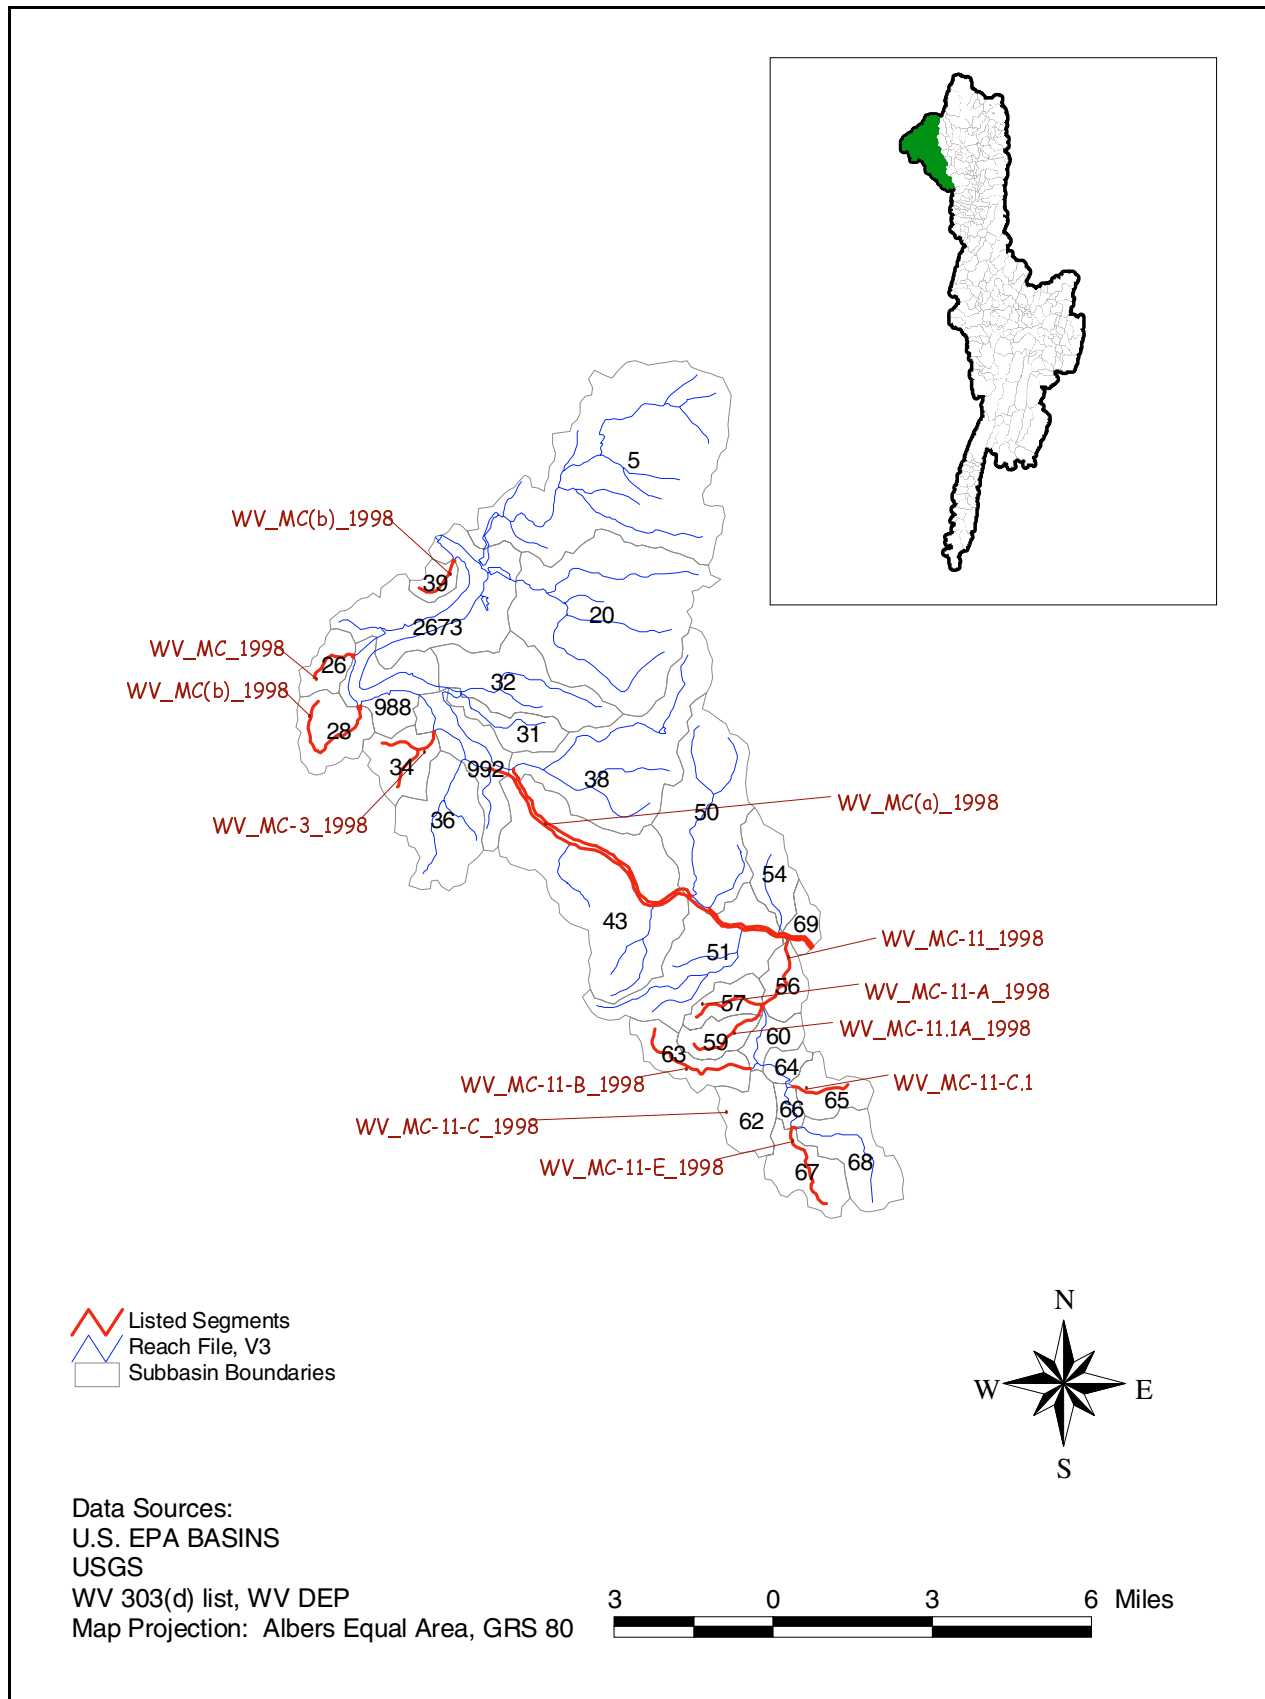 5
WV_MC(b)_1998
39
20
2673
WV_MC_1998
26
WV_MC(b)_1998
32
988
28
31
34
992
38
WV_MC(a)_1998
50
WV_MC-3_1998
36
54
43
69
WV_MC-11_1998
51
56
WV_MC-11-A_1998
57
WV_MC-11.1A_1998
60
59
63
64
WV_MC-11-B_1998
WV_MC-11-C.1
65
66
WV_MC-11-C_1998
62
WV_MC-11-E_1998
68
67
Listed Segments
Reach File, V3
Subbasin Boundaries
N
W
E
S
Data Sources:
U.S. EPA BASINS
USGS
WV 303(d) list, WV DEP
Map Projection: Albers Equal Area, GRS 80
3 0 3 6 Miles